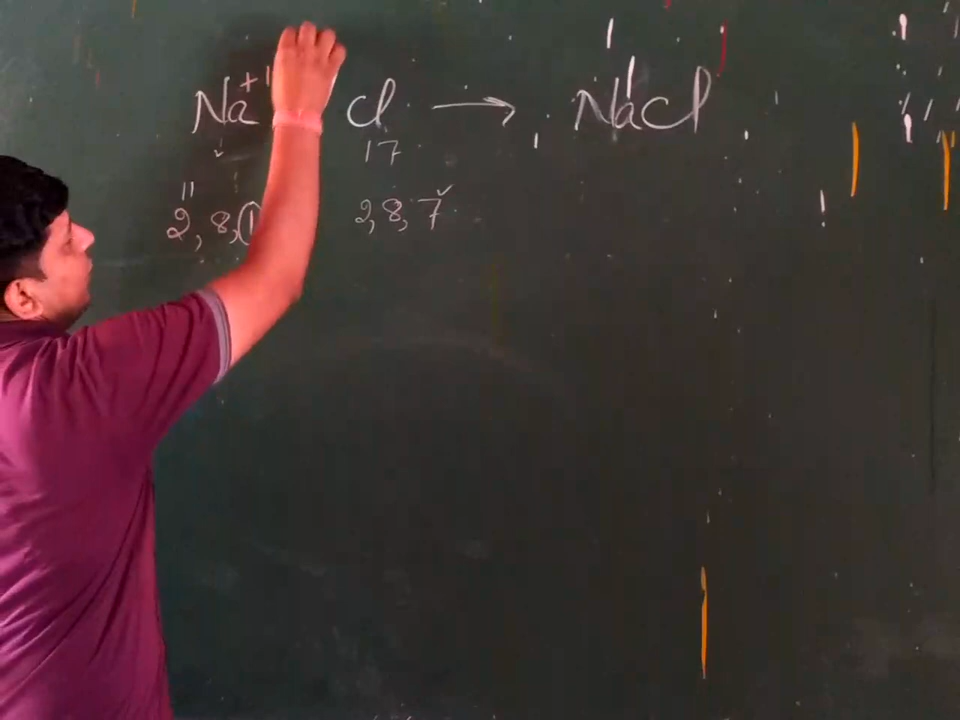 Na+1 Cl → NaCl
17
11
2, 8, 1 2, 8, 7